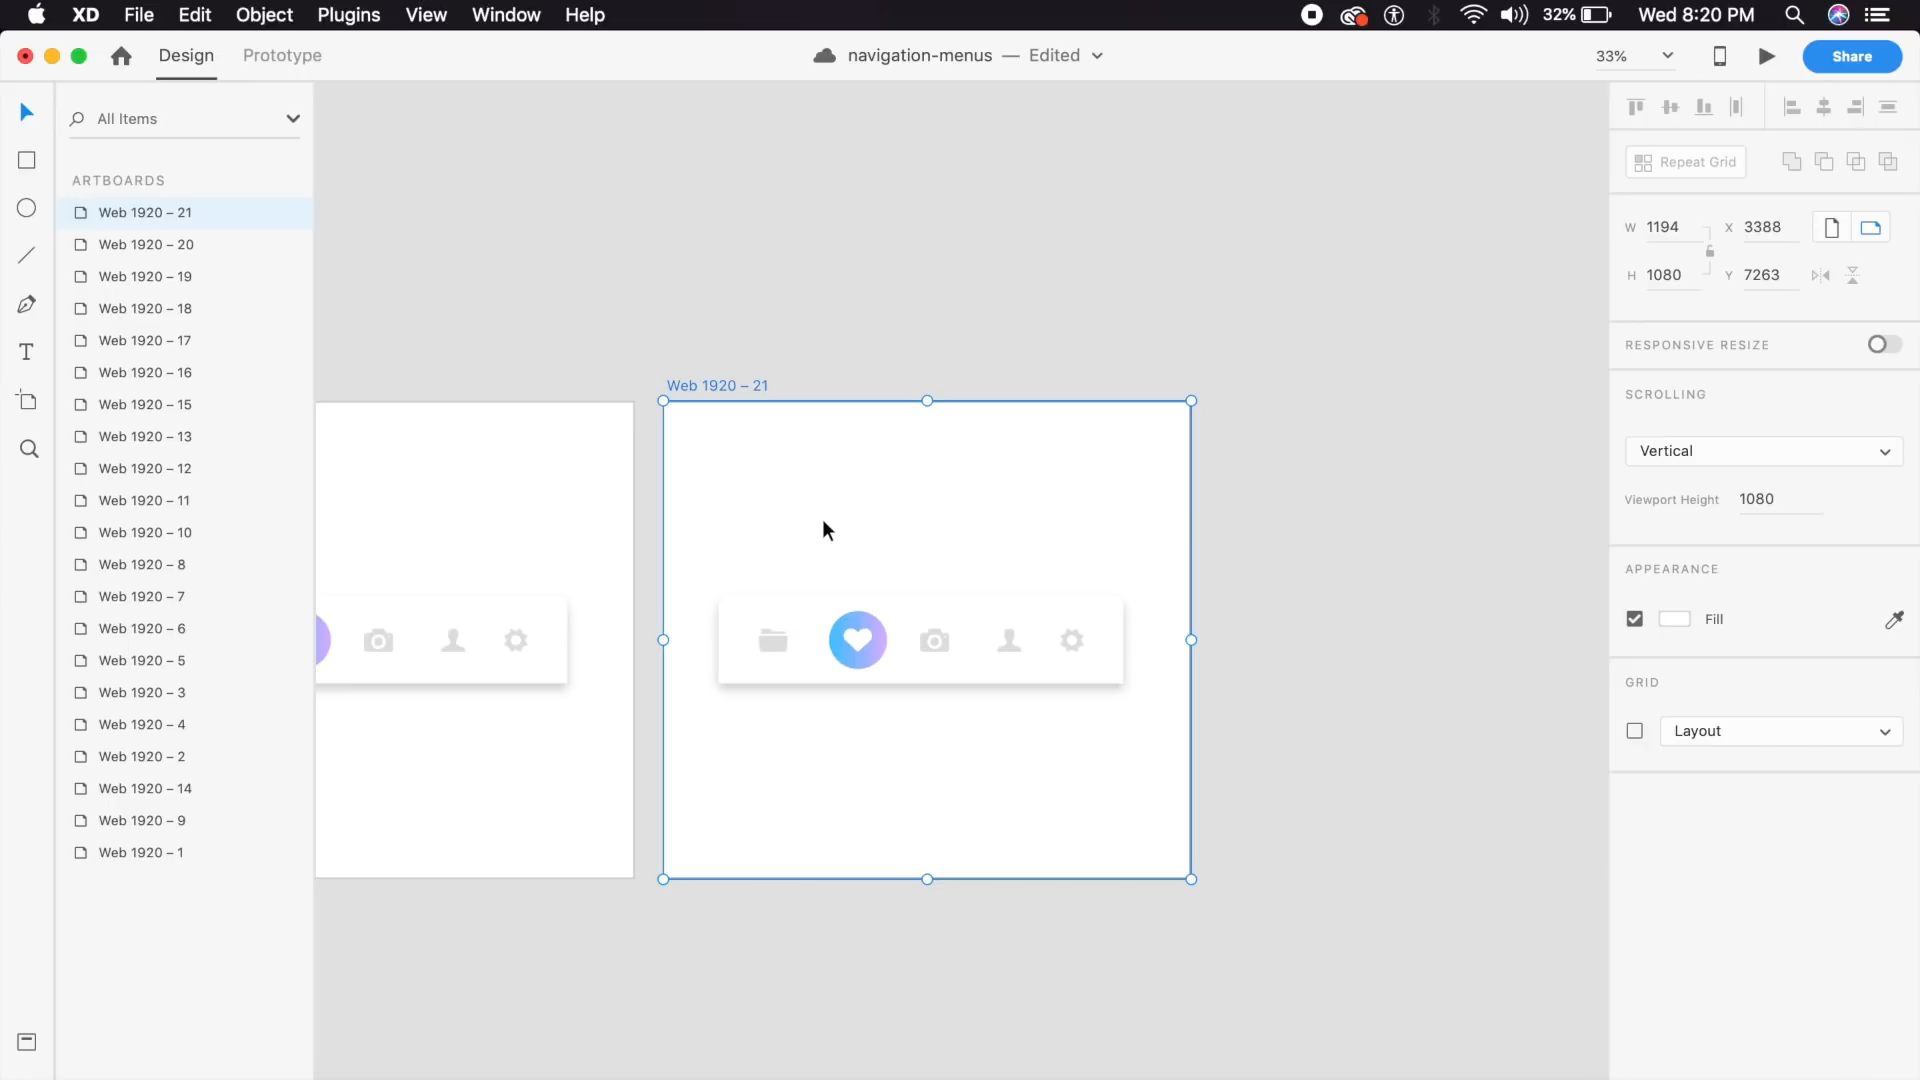 XD File Edit Object Plugins View Window Help 32% Wed 8:20 PM
Design Prototype navigation-menus — Edited 33% Share
All Items
ARTBOARDS
Web 1920 – 21
Web 1920 – 20
Web 1920 – 19
Web 1920 – 18
Web 1920 – 17
Web 1920 – 16
Web 1920 – 15
Web 1920 – 13
Web 1920 – 12
Web 1920 – 11
Web 1920 – 10
Web 1920 – 8
Web 1920 – 7
Web 1920 – 6
Web 1920 – 5
Web 1920 – 3
Web 1920 – 4
Web 1920 – 2
Web 1920 – 14
Web 1920 – 9
Web 1920 – 1
Web 1920 – 21
Repeat Grid
W 1194 X 3388
H 1080 Y 7263
RESPONSIVE RESIZE
SCROLLING
Vertical
Viewport Height 1080
APPEARANCE
Fill
GRID
Layout